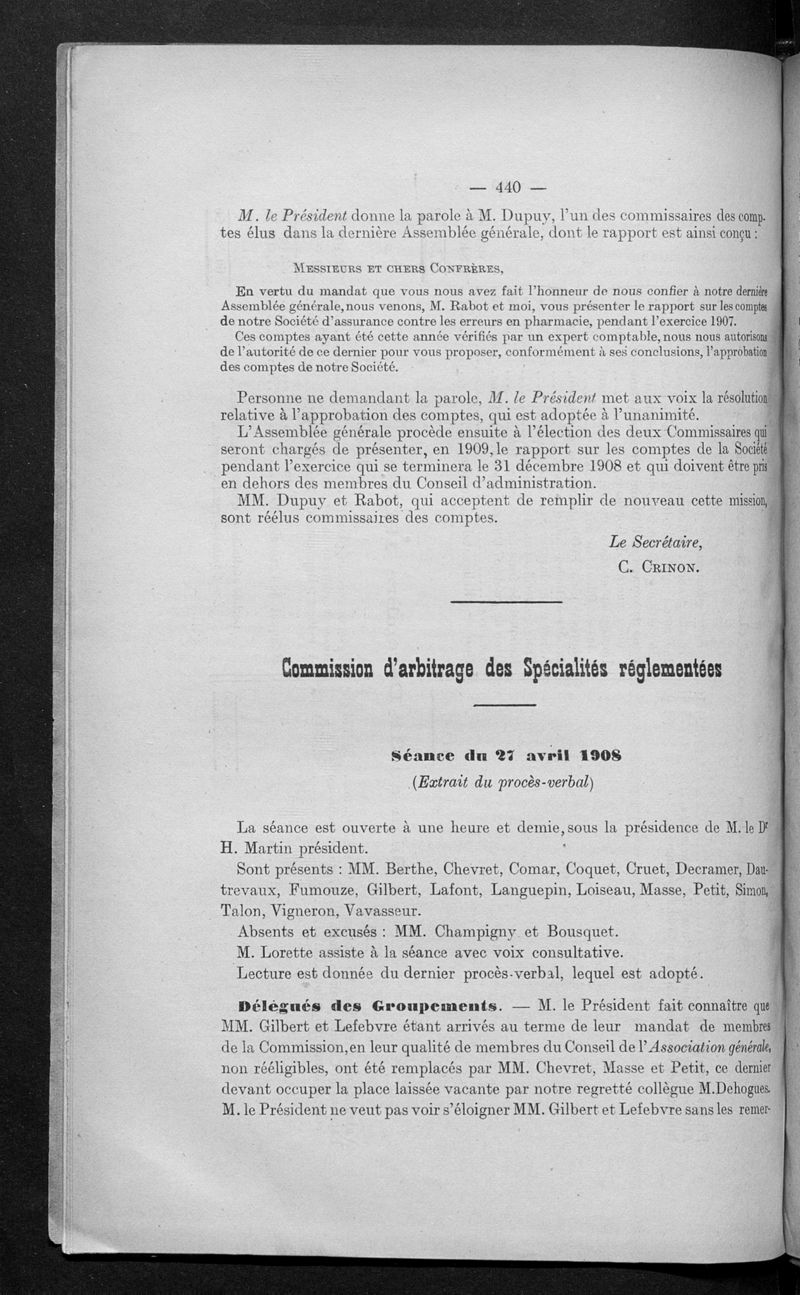 — 440 —
M. le Président donne la parole à M. Dupuy, l'un des commissaires des comp-
tes élus dans la dernière Assemblée générale, dont le rapport est ainsi conçu :
MESSIEURS ET CHERS CONFRÈRES,
En vertu du mandat que vous nous avez fait l'honneur de nous confier à notre dernière
Assemblée générale, nous venons, M. Rabot et moi, vous présenter le rapport sur les comptes
de notre Société d'assurance contre les erreurs en pharmacie, pendant l'exercice 1907.
Ces comptes ayant été cette année vérifiés par un expert comptable, nous nous autorisons
de l'autorité de ce dernier pour vous proposer, conformément à ses conclusions, l'approbation
des comptes de notre Société.
Personne ne demandant la parole, M. le Président met aux voix la résolution
relative à l'approbation des comptes, qui est adoptée à l'unanimité.
L'Assemblée générale procède ensuite à l'élection des deux Commissaires qui
seront chargés de présenter, en 1909, le rapport sur les comptes de la Société
pendant l'exercice qui se terminera le 31 décembre 1908 et qui doivent être pris
en dehors des membres du Conseil d'administration.
MM. Dupuy et Rabot, qui acceptent de remplir de nouveau cette mission,
sont réélus commissaires des comptes.
Le Secrétaire,
C. CRINON.
Commission d'arbitrage des Spécialités réglementées
Séance du 27 avril 1908
(Extrait du procès-verbal)
La séance est ouverte à une heure et demie, sous la présidence de M. le Dr
H. Martin président.
Sont présents : MM. Berthe, Chevret, Comar, Coquet, Cruet, Decramer, Dau-
trevaux, Fumouze, Gilbert, Lafont, Languepin, Loiseau, Masse, Petit, Simon,
Talon, Vigneron, Vavasseur.
Absents et excusés : MM. Champigny et Bousquet.
M. Lorette assiste à la séance avec voix consultative.
Lecture est donnée du dernier procès-verbal, lequel est adopté.
Délégués des Groupements. — M. le Président fait connaître que
MM. Gilbert et Lefebvre étant arrivés au terme de leur mandat de membres
de la Commission, en leur qualité de membres du Conseil de l'Association générale,
non rééligibles, ont été remplacés par MM. Chevret, Masse et Petit, ce dernier
devant occuper la place laissée vacante par notre regretté collègue M. Dehogues.
M. le Président ne veut pas voir s'éloigner MM. Gilbert et Lefebvre sans les remer-